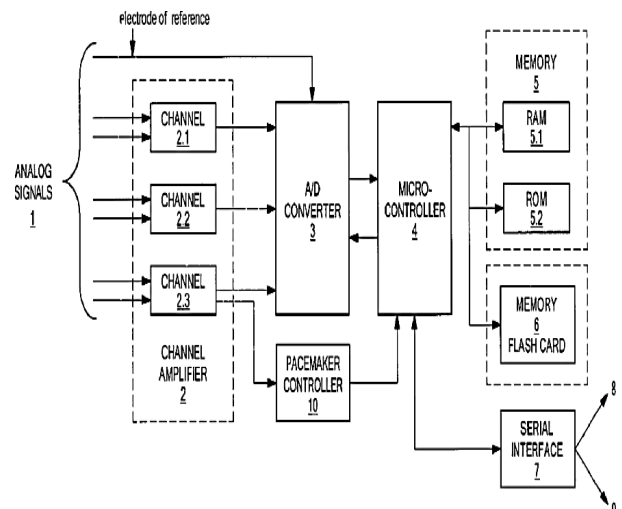 electrode of reference
ANALOG
SIGNALS
1
CHANNEL
2.1
CHANNEL
2.2
CHANNEL
2.3
CHANNEL
AMPLIFIER
2
A/D
CONVERTER
3
MICRO-
CONTROLLER
4
PACEMAKER
CONTROLLER
10
MEMORY
5
RAM
5.1
ROM
5.2
MEMORY
6
FLASH CARD
SERIAL
INTERFACE
7
8